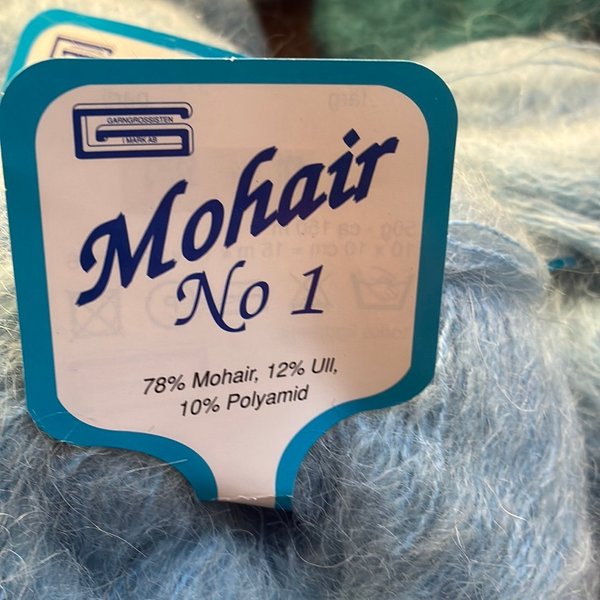 GARNGROSSISTEN
I MARK AB
Mohair
No 1
78% Mohair, 12% Ull,
10% Polyamid